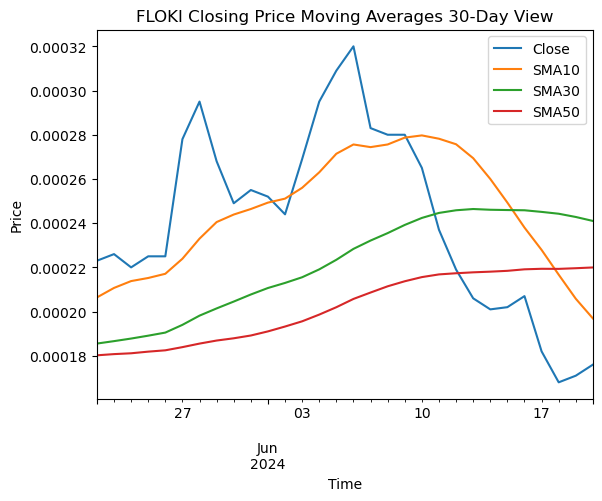 FLOKI Closing Price Moving Averages 30-Day View
Close
SMA10
SMA30
SMA50
0.00032
0.00030
0.00028
0.00026
0.00024
0.00022
0.00020
0.00018
Price
27
03
10
17
Jun
2024
Time